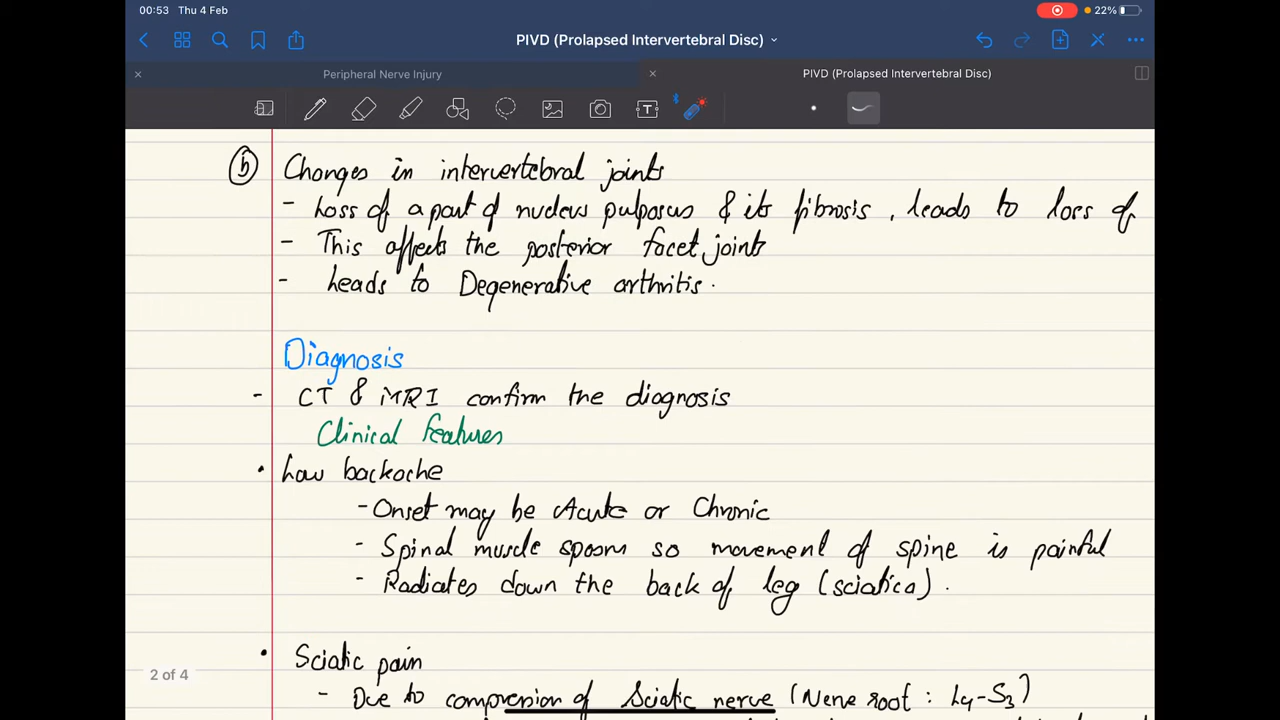 00:53 Thu 4 Feb
22%
PIVD (Prolapsed Intervertebral Disc)
Peripheral Nerve Injury
PIVD (Prolapsed Intervertebral Disc)
(b) Changes in intervertebral joints
- Loss of a part of nucleus pulposus & its fibrosis, leads to loss of
- This affects the posterior facet joints
- leads to Degenerative arthritis.
Diagnosis
- CT & MRI confirm the diagnosis
Clinical features
• Low backache
- Onset may be Acute or Chronic
- Spinal muscle spasm so movement of spine is painful
- Radiates down the back of leg (sciatica).
• Sciatic pain
2 of 4
- Due to compression of Sciatic nerve (Nerve root : L4-S3)